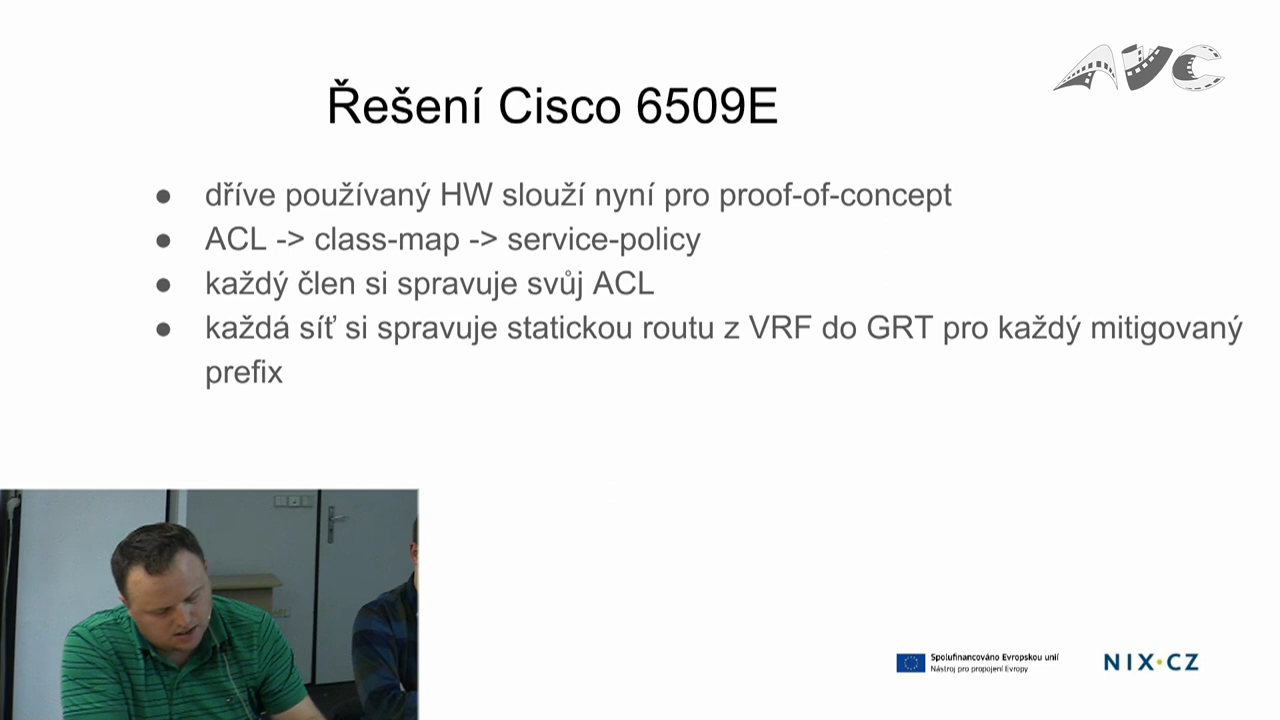 AVC
Řešení Cisco 6509E
● dříve používaný HW slouží nyní pro proof-of-concept
● ACL -> class-map -> service-policy
● každý člen si spravuje svůj ACL
● každá síť si spravuje statickou routu z VRF do GRT pro každý mitigovaný
prefix
Spolufinancováno Evropskou unií
Nástroj pro propojení Evropy
NIX·CZ